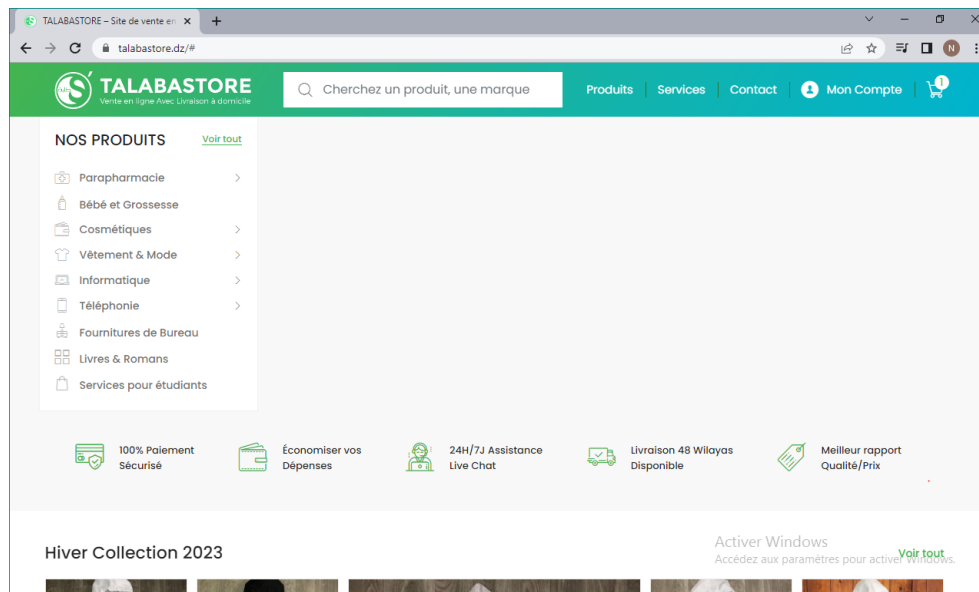 TALABASTORE – Site de vente en
talabastore.dz/#
N
TALABASTORE
Vente en ligne Avec Livraison à domicile
Cherchez un produit, une marque
Produits
Services
Contact
Mon Compte
1
NOS PRODUITS
Voir tout
Parapharmacie
Bébé et Grossesse
Cosmétiques
Vêtement & Mode
Informatique
Téléphonie
Fournitures de Bureau
Livres & Romans
Services pour étudiants
100% Paiement
Sécurisé
Économiser vos
Dépenses
24H/7J Assistance
Live Chat
Livraison 48 Wilayas
Disponible
Meilleur rapport
Qualité/Prix
Hiver Collection 2023
Voir tout
Activer Windows
Accédez aux paramètres pour activer Windows.